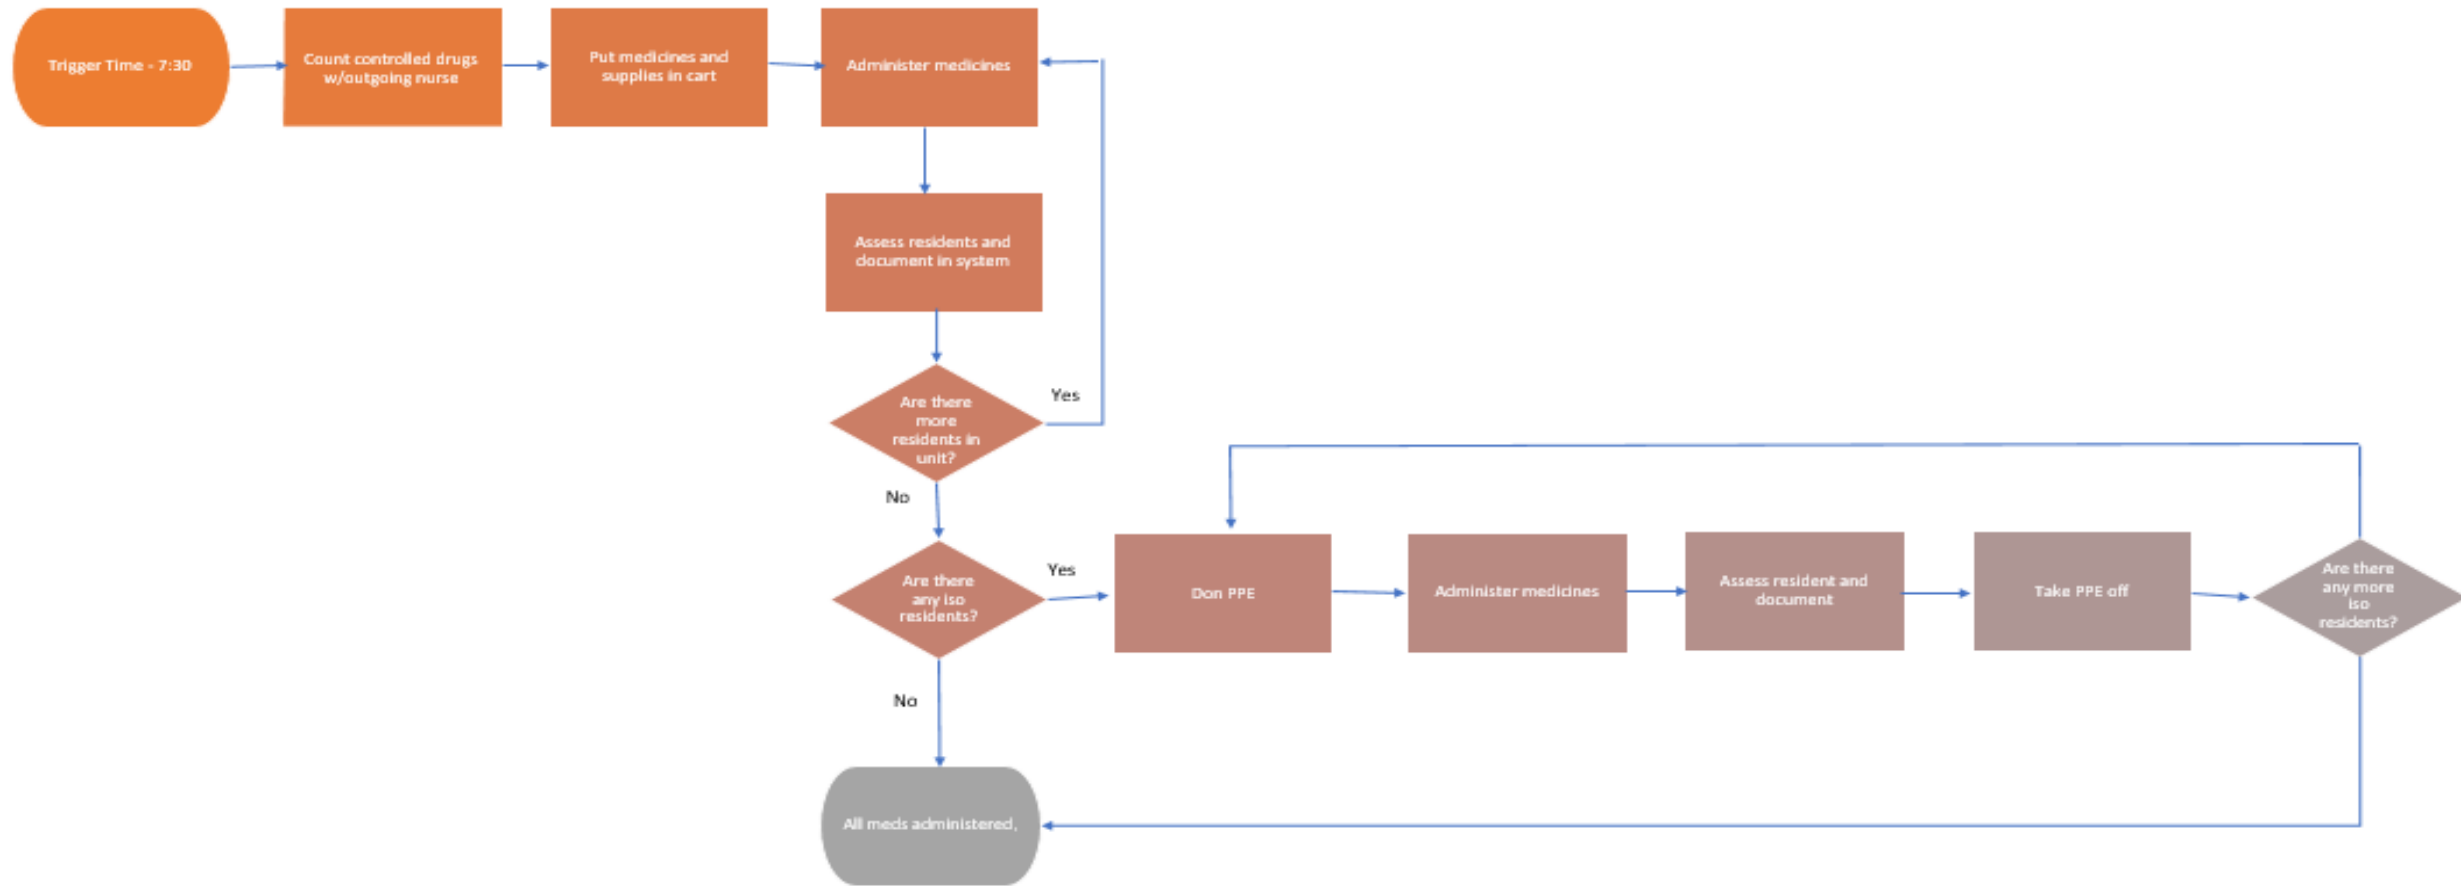 Trigger Time - 7:30
Count controlled drugs
w/outgoing nurse
Put medicines and
supplies in cart
Administer medicines
Assess residents and
document in system
Are there
more
residents in
unit?
Yes
No
Are there
any iso
residents?
Yes
Don PPE
Administer medicines
Assess resident and
document
Take PPE off
Are there
any more
iso
residents?
No
All meds administered,